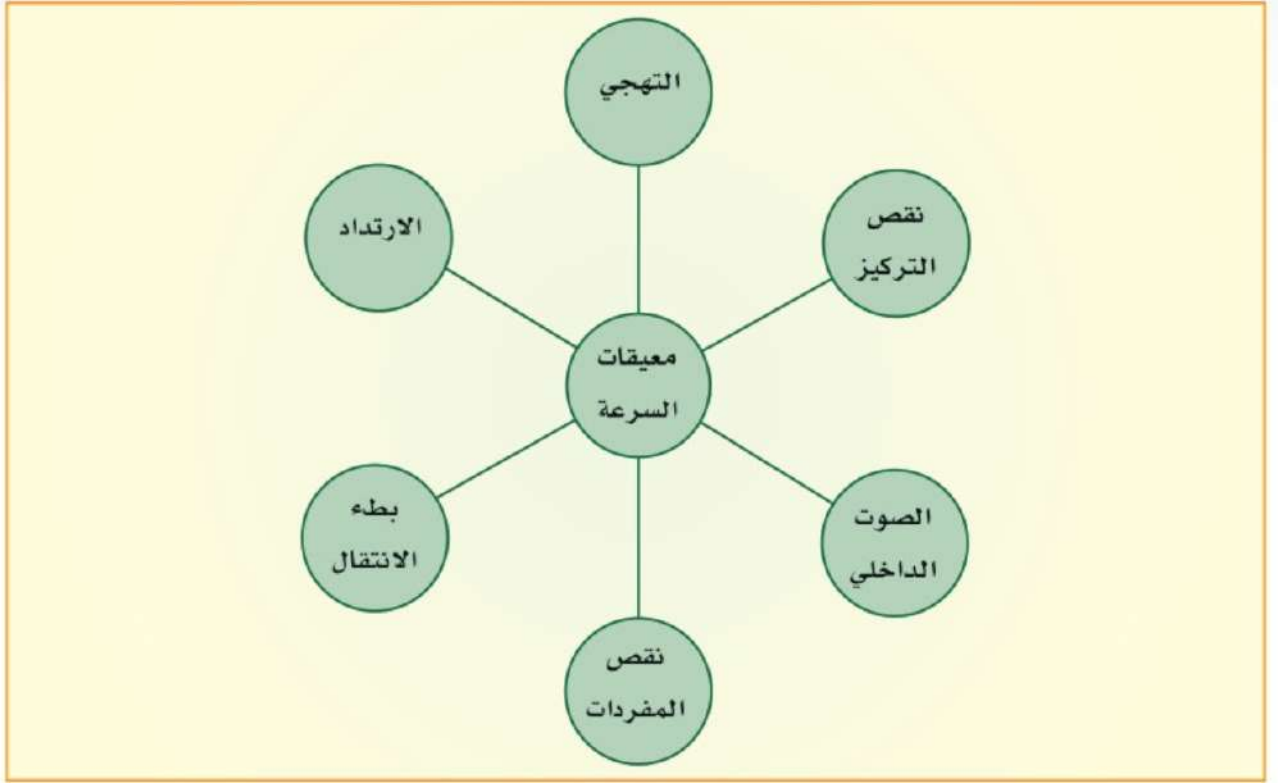 التهجي
نقص
التركيز
الارتداد
معيقات
السرعة
الصوت
الداخلي
بطء
الانتقال
نقص
المفردات